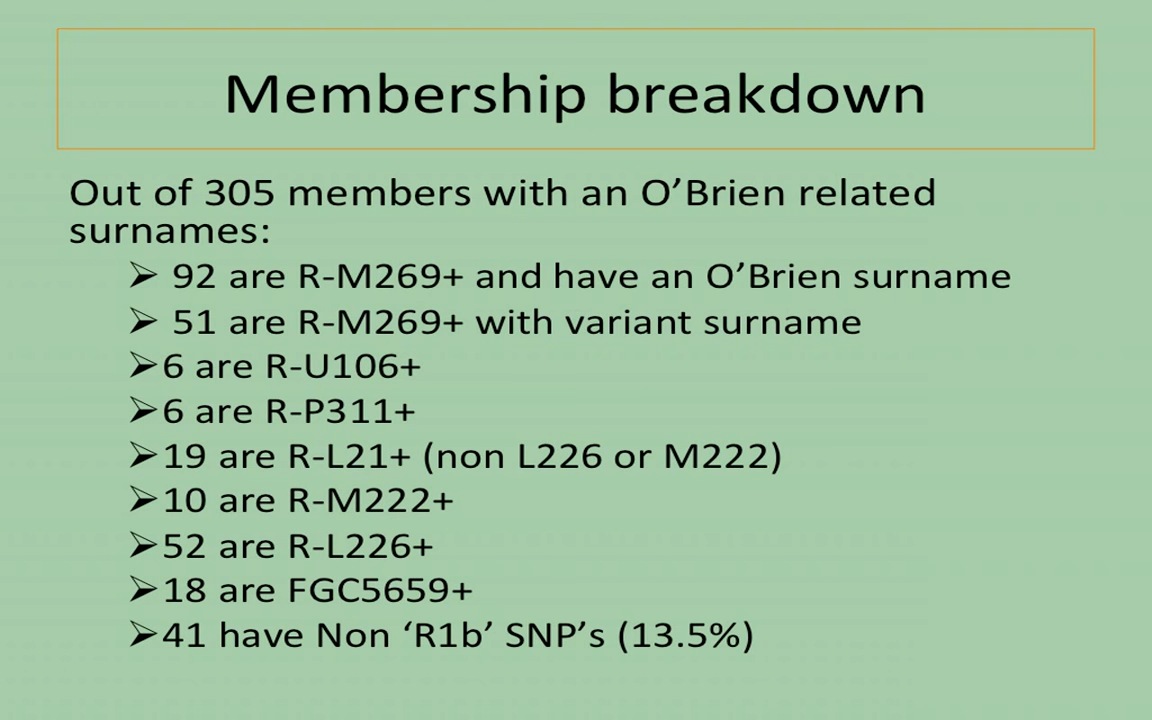 Membership breakdown
Out of 305 members with an O’Brien related
surnames:
➢ 92 are R-M269+ and have an O’Brien surname
➢ 51 are R-M269+ with variant surname
➢6 are R-U106+
➢6 are R-P311+
➢19 are R-L21+ (non L226 or M222)
➢10 are R-M222+
➢52 are R-L226+
➢18 are FGC5659+
➢41 have Non ‘R1b’ SNP’s (13.5%)